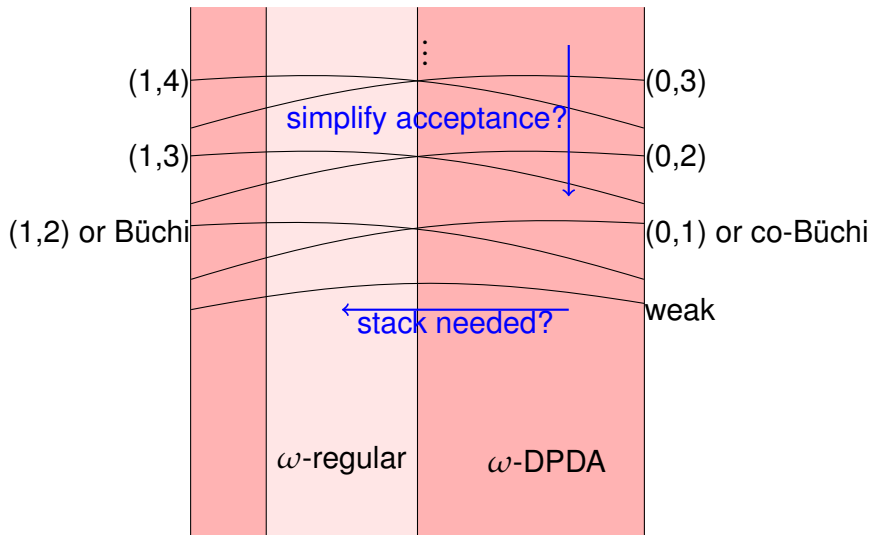 ⋮
(1,4) (0,3)
simplify acceptance?
(1,3) (0,2)
(1,2) or Büchi (0,1) or co-Büchi
weak
stack needed?
ω-regular ω-DPDA